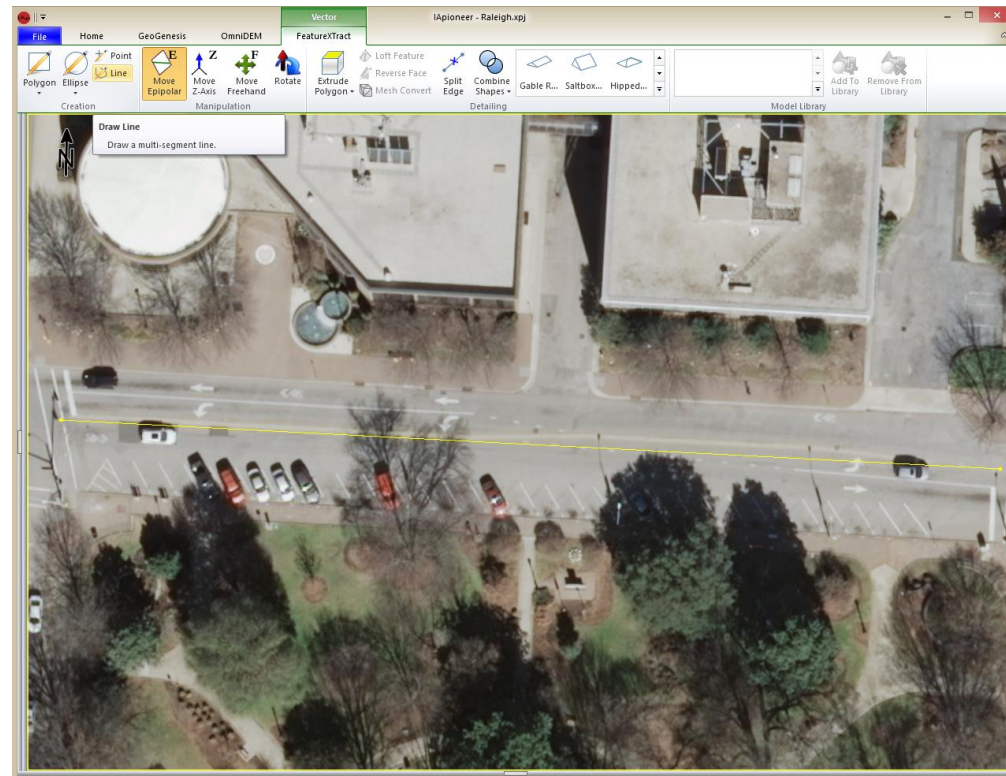 Vector
IApioneer - Raleigh.xpj
File Home GeoGenesis OmniDEM FeatureXTract
Polygon Ellipse Point Line
Creation
Move Epipolar Move Z-Axis Move Freehand Rotate
Manipulation
Extrude Polygon Loft Feature Reverse Face Mesh Convert Split Edge Combine Shapes Gable R... Saltbox... Hipped...
Detailing
Add To Library Remove From Library
Model Library
Draw Line
Draw a multi-segment line.
N